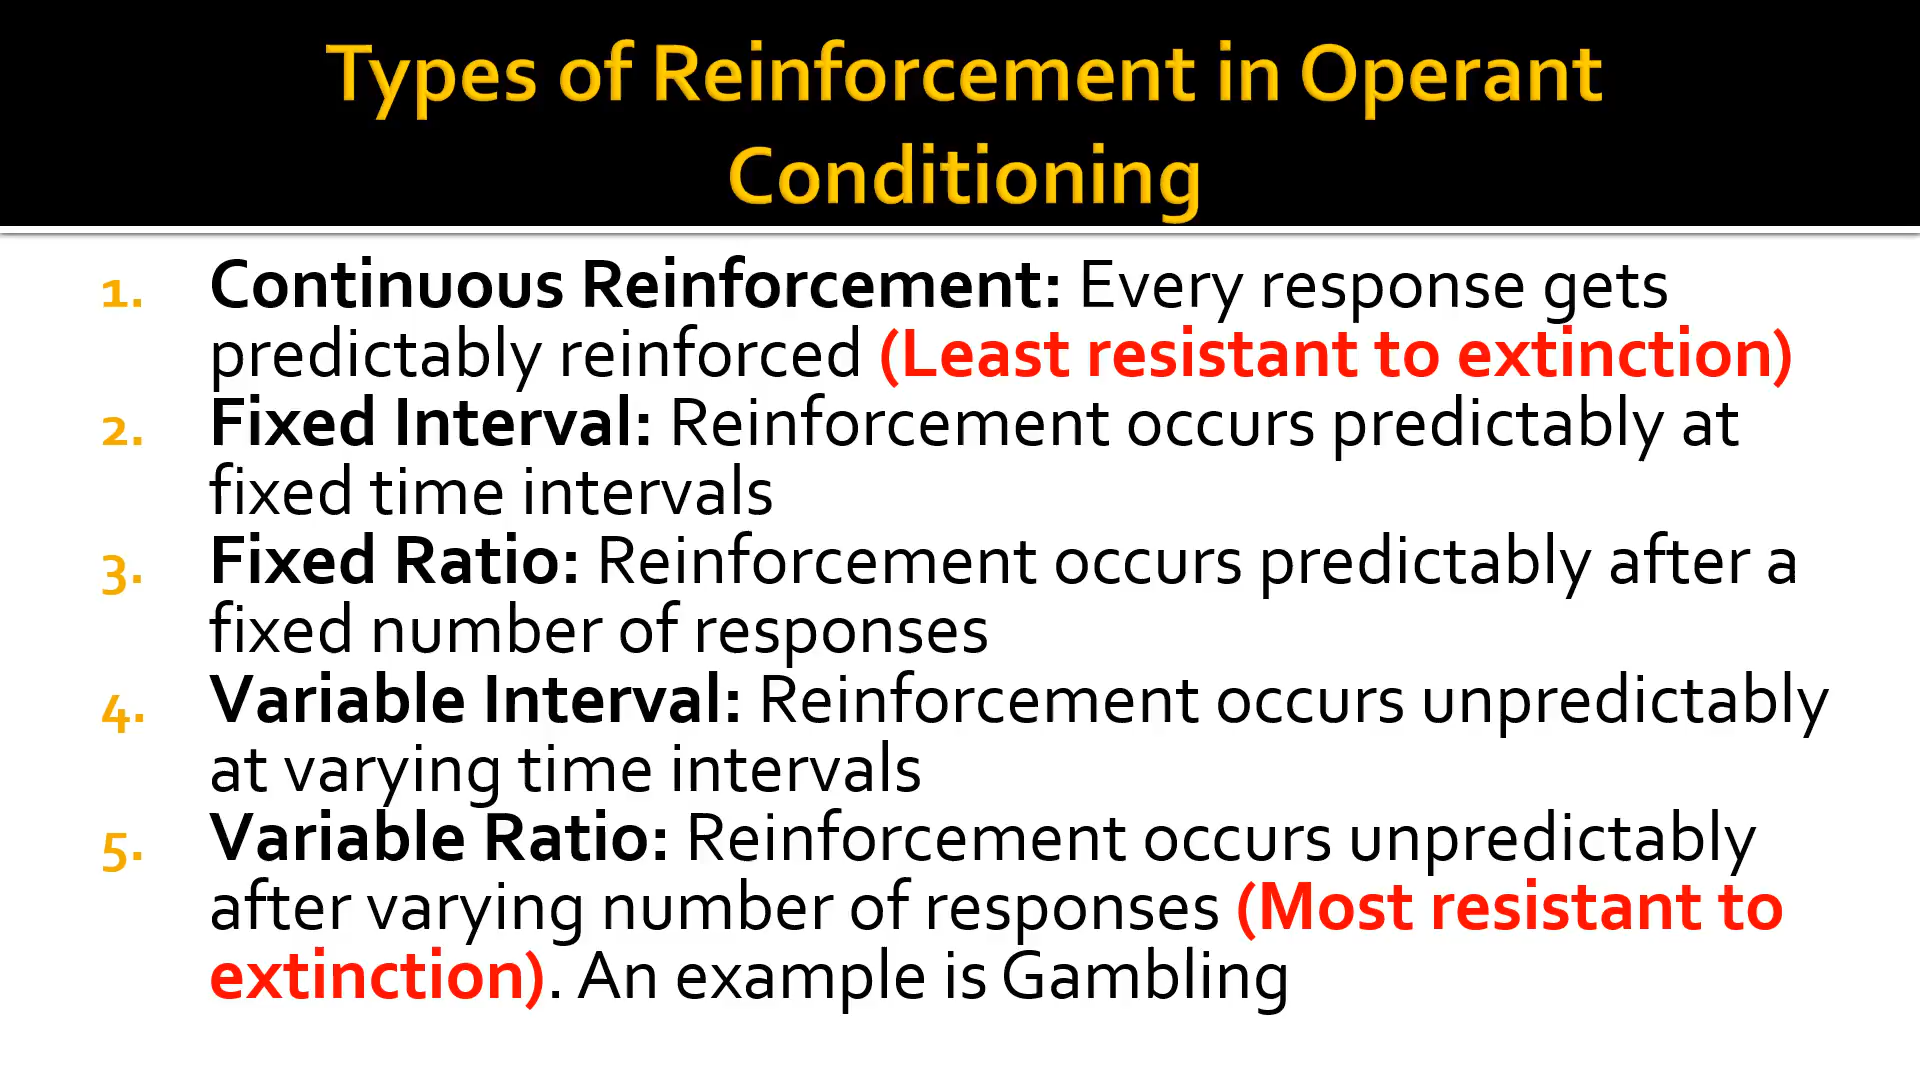 Types of Reinforcement in Operant
Conditioning
1. Continuous Reinforcement: Every response gets
predictably reinforced (Least resistant to extinction)
2. Fixed Interval: Reinforcement occurs predictably at
fixed time intervals
3. Fixed Ratio: Reinforcement occurs predictably after a
fixed number of responses
4. Variable Interval: Reinforcement occurs unpredictably
at varying time intervals
5. Variable Ratio: Reinforcement occurs unpredictably
after varying number of responses (Most resistant to
extinction). An example is Gambling